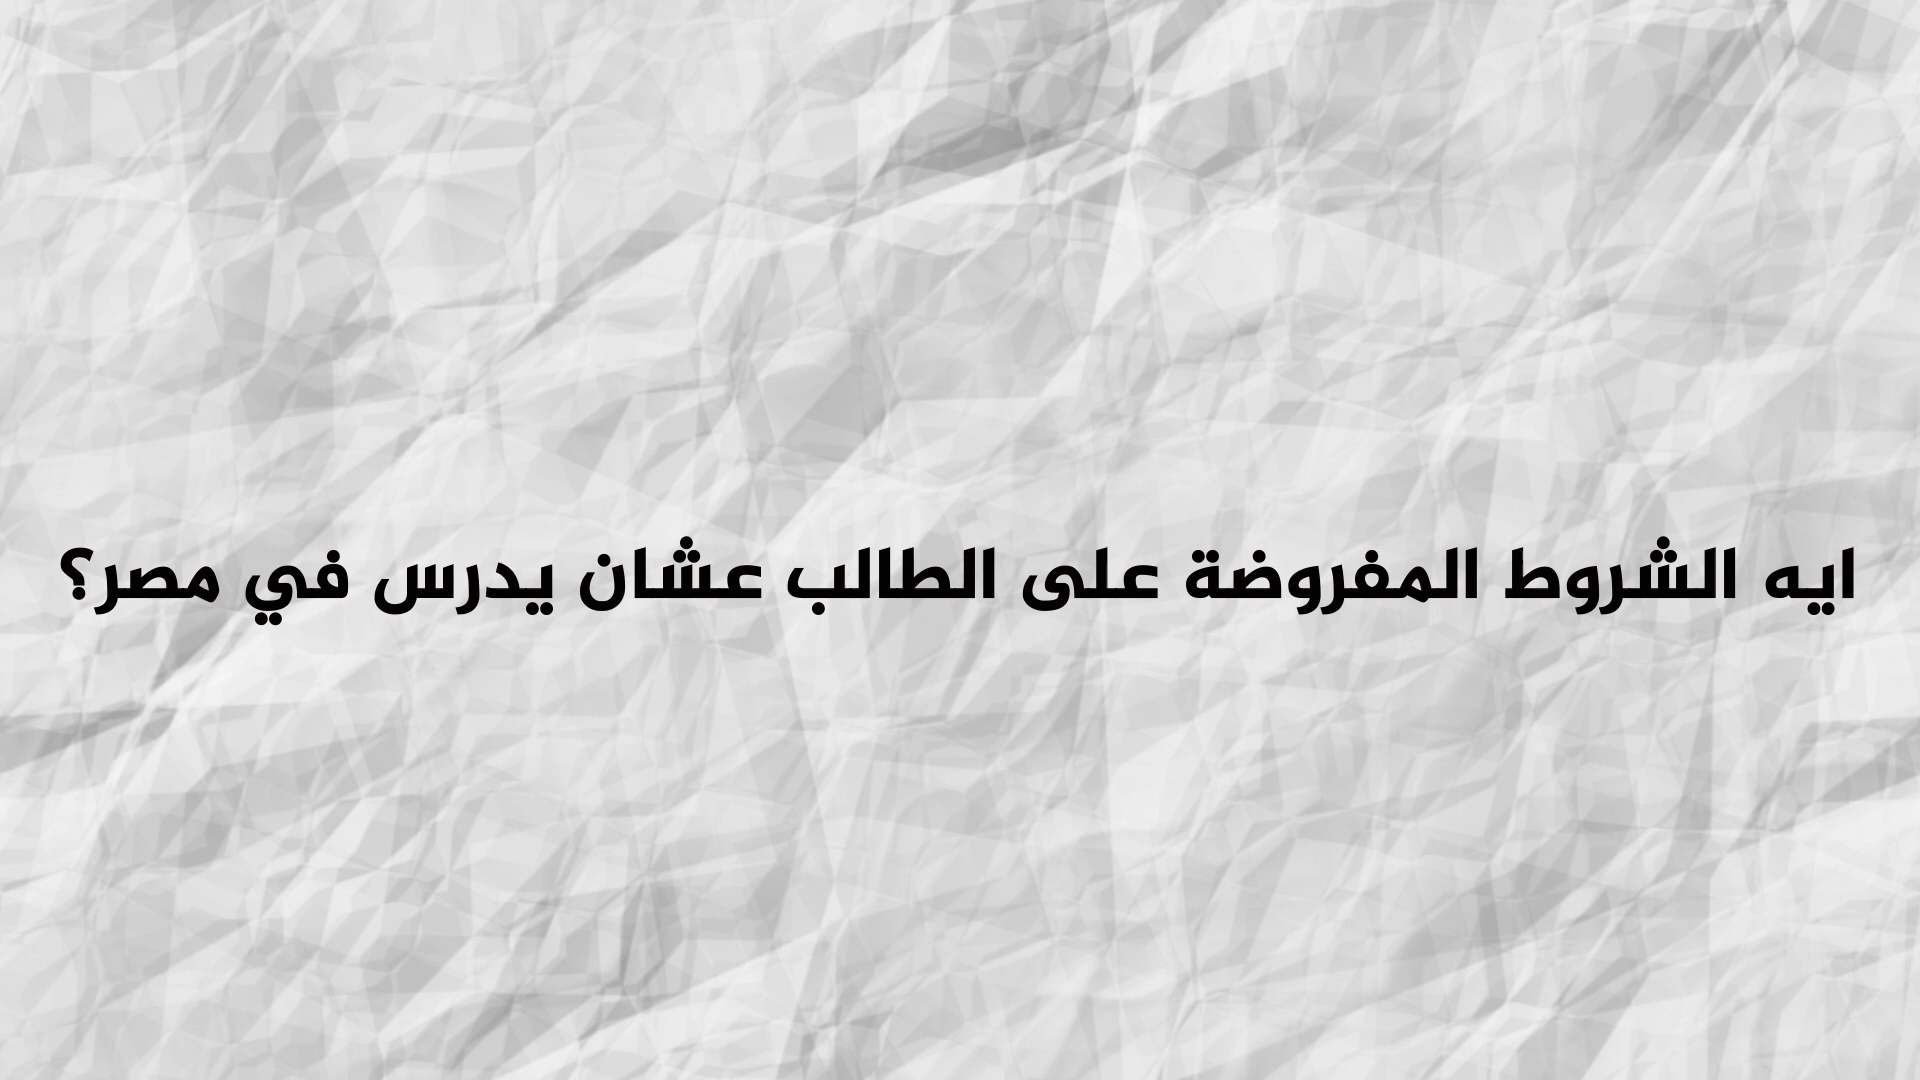 ايه الشروط المفروضة على الطالب عشان يدرس في مصر؟